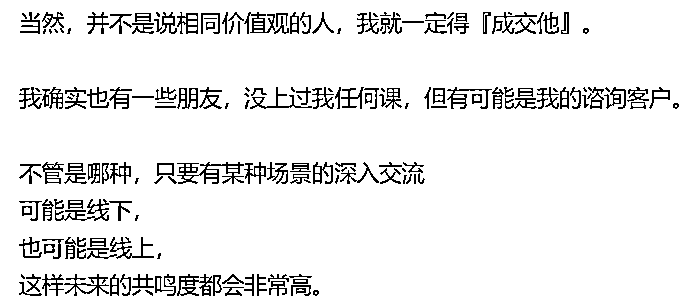 当然，并不是说相同价值观的人，我就一定得『成交他』。
我确实也有一些朋友，没上过我任何课，但有可能是我的谘询客户。
不管是哪种，只要有某种场景的深入交流
可能是线下，
也可能是线上，
这样未来的共鸣度都会非常高。